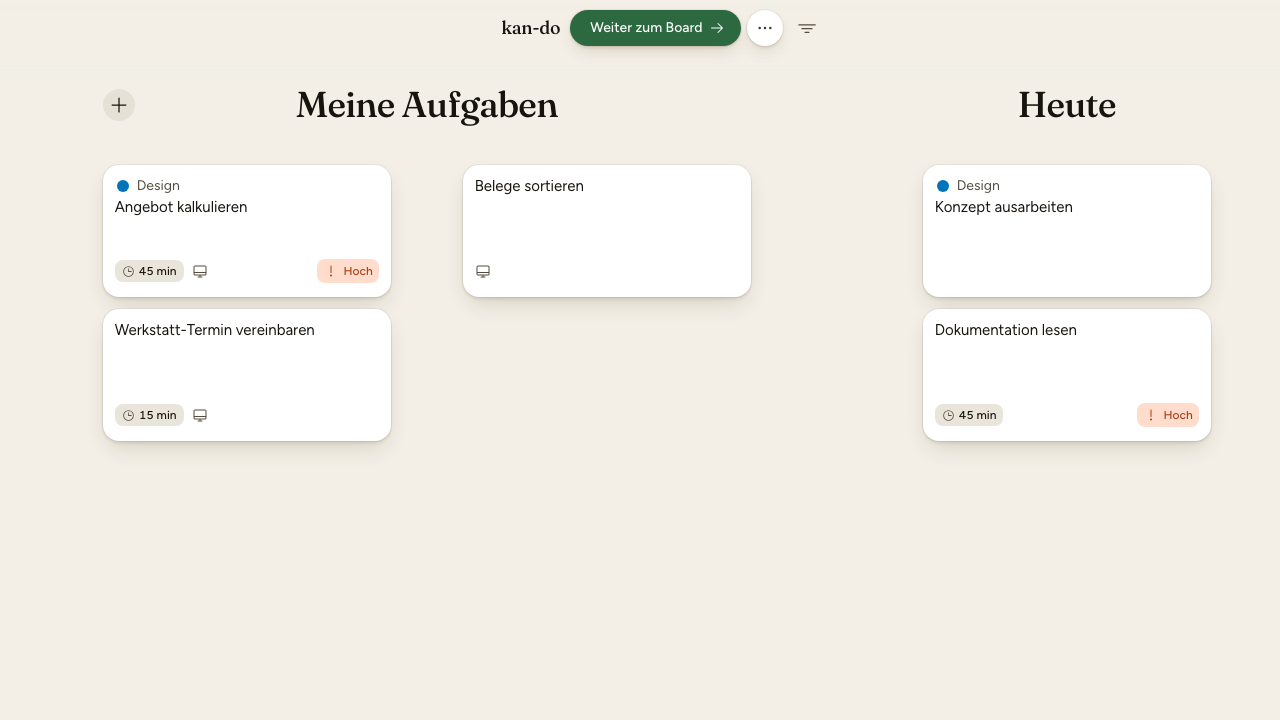 kan-do
Weiter zum Board
Meine Aufgaben
Heute
Design
Angebot kalkulieren
45 min
Hoch
Belege sortieren
Design
Konzept ausarbeiten
Werkstatt-Termin vereinbaren
15 min
Dokumentation lesen
45 min
Hoch